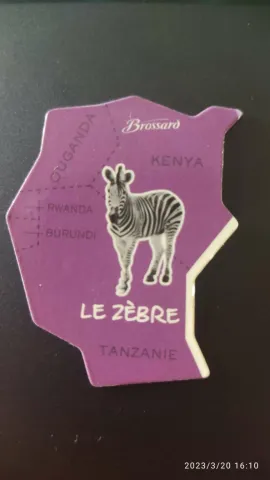 Brossard
OUGANDA
KENYA
RWANDA
BURUNDI
LE ZÈBRE
TANZANIE
2023/3/20 16:10